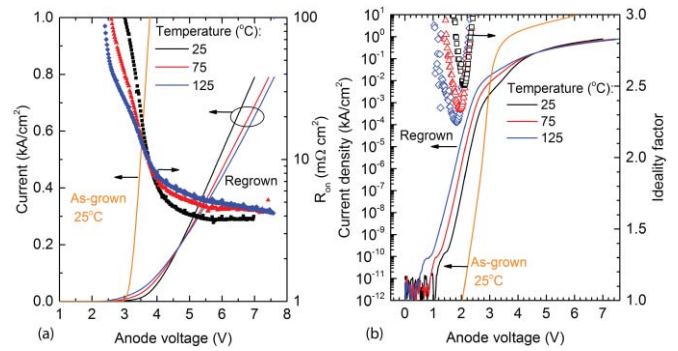 Temperature (°C):
25
75
125
Regrown
As-grown
25°C
Current (kA/cm²)
1.0
0.8
0.6
0.4
0.2
0.0
1 2 3 4 5 6 7 8
Anode voltage (V)
(a)
100
10
1
Rₒₙ (mΩ cm²)
Temperature (°C):
25
75
125
Regrown
As-grown
25°C
Current density (kA/cm²)
10¹
10⁰
10⁻¹
10⁻²
10⁻³
10⁻⁴
10⁻⁵
10⁻⁶
10⁻⁷
10⁻⁸
10⁻⁹
10⁻¹⁰
10⁻¹¹
10⁻¹²
0 1 2 3 4 5 6 7
Anode voltage (V)
(b)
3.0
2.5
2.0
1.5
1.0
Ideality factor